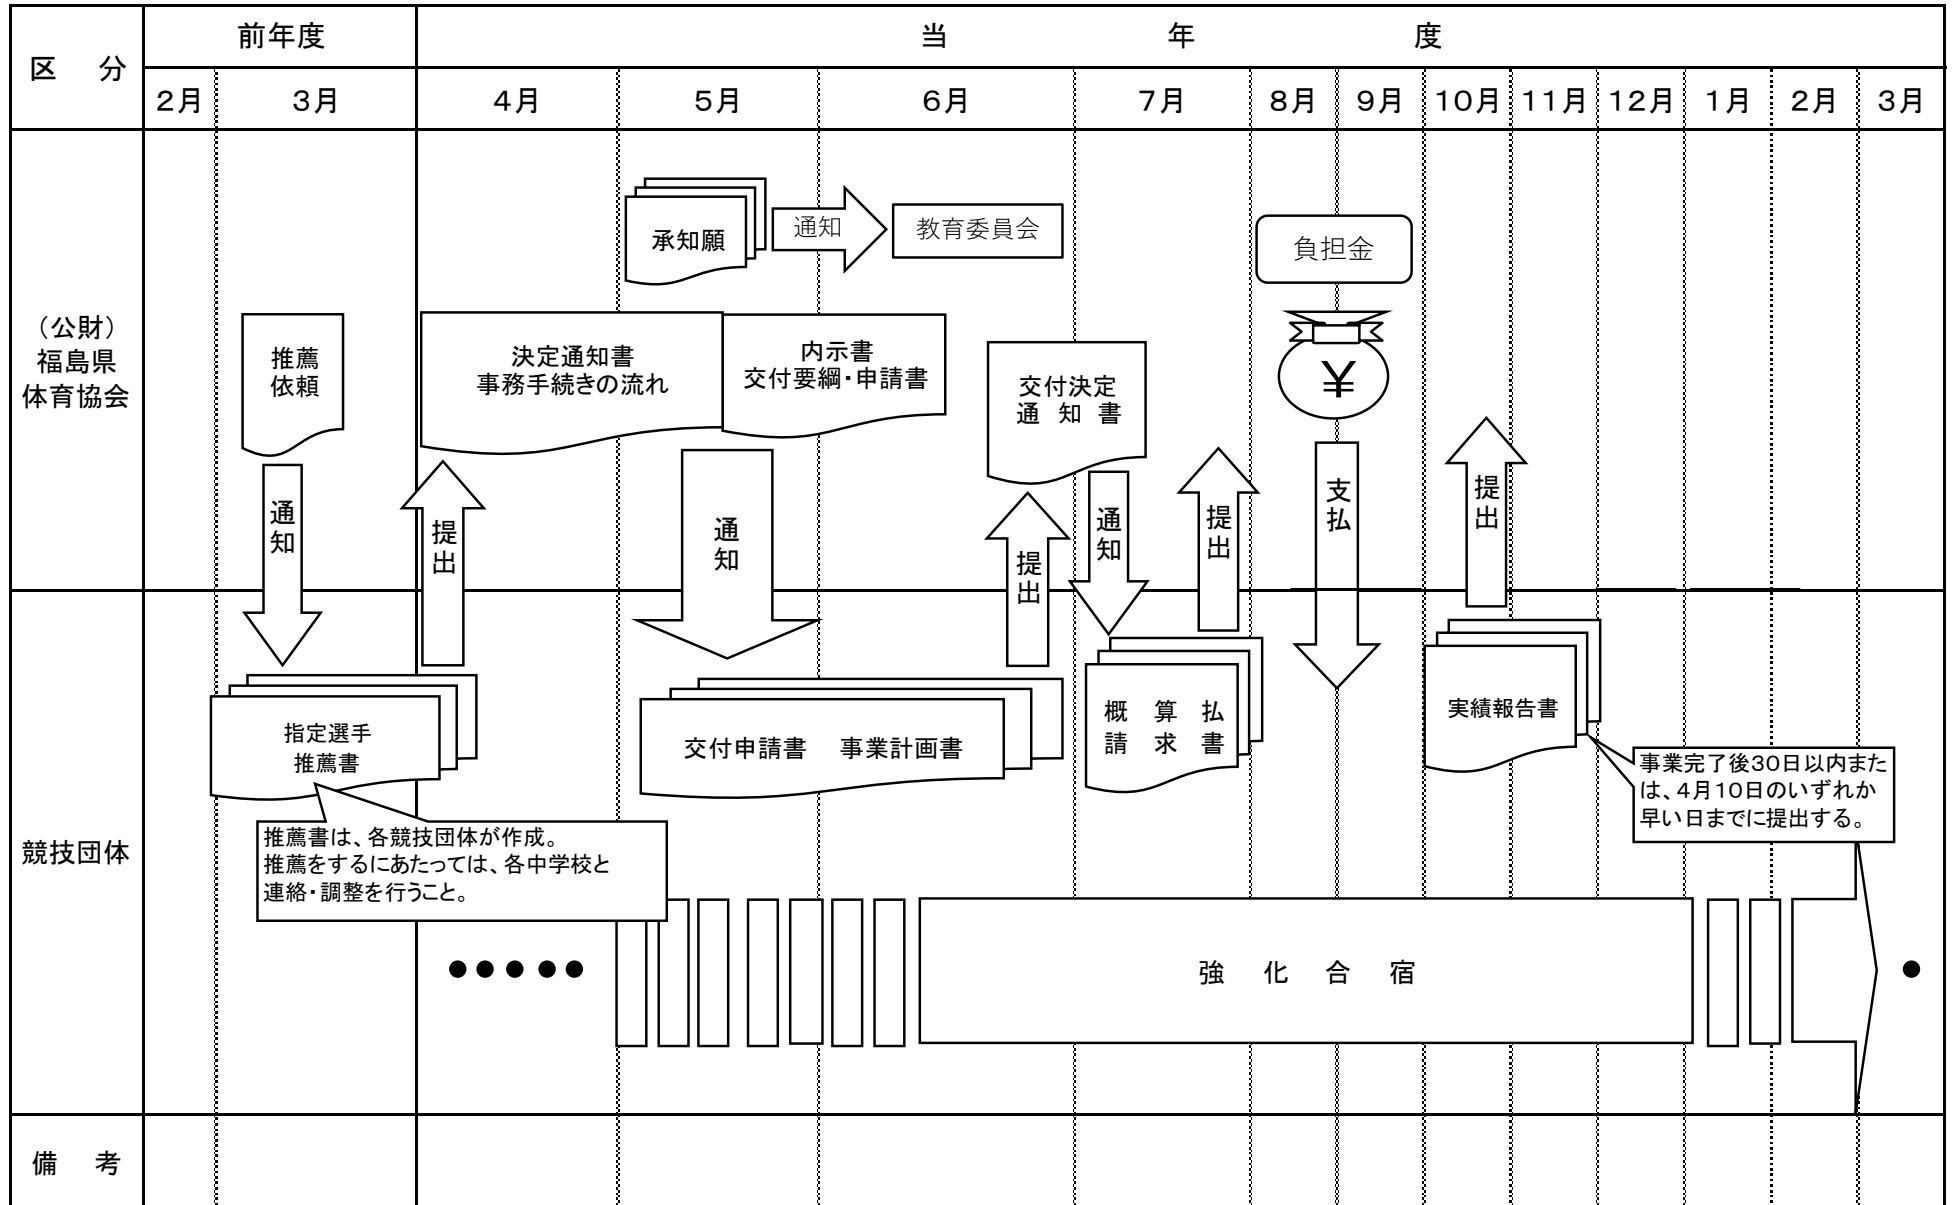 区 分
前年度
当 年 度
2月
3月
4月
5月
6月
7月
8月
9月
10月
11月
12月
1月
2月
3月
(公財)
福島県
体育協会
承知願
通知
教育委員会
負担金
推薦
依頼
決定通知書
事務手続きの流れ
内示書
交付要綱・申請書
交付決定
通 知 書
¥
通知
提出
通知
提出
通知
提出
支払
提出
競技団体
指定選手
推薦書
推薦書は、各競技団体が作成。
推薦をするにあたっては、各中学校と
連絡・調整を行うこと。
交付申請書 事業計画書
概 算 払
請 求 書
実績報告書
事業完了後30日以内また
は、4月10日のいずれか
早い日までに提出する。
●●●●●
強 化 合 宿
●
備 考